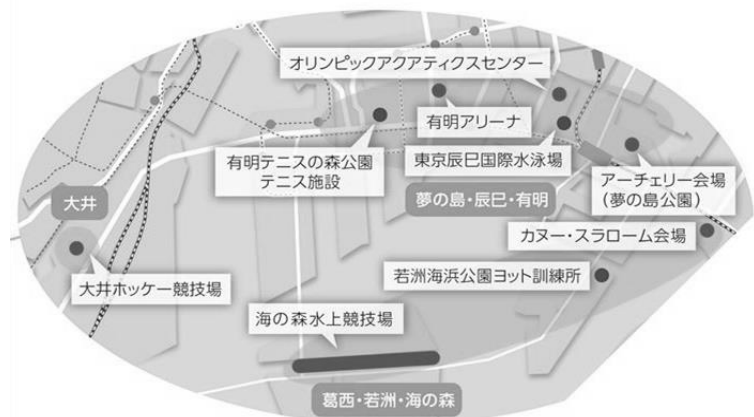 オリンピックアクアティクスセンター
有明アリーナ
有明テニスの森公園
テニス施設
東京辰巳国際水泳場
アーチェリー会場
(夢の島公園)
大井
夢の島・辰巳・有明
カヌー・スラローム会場
大井ホッケー競技場
若洲海浜公園ヨット訓練所
海の森水上競技場
葛西・若洲・海の森